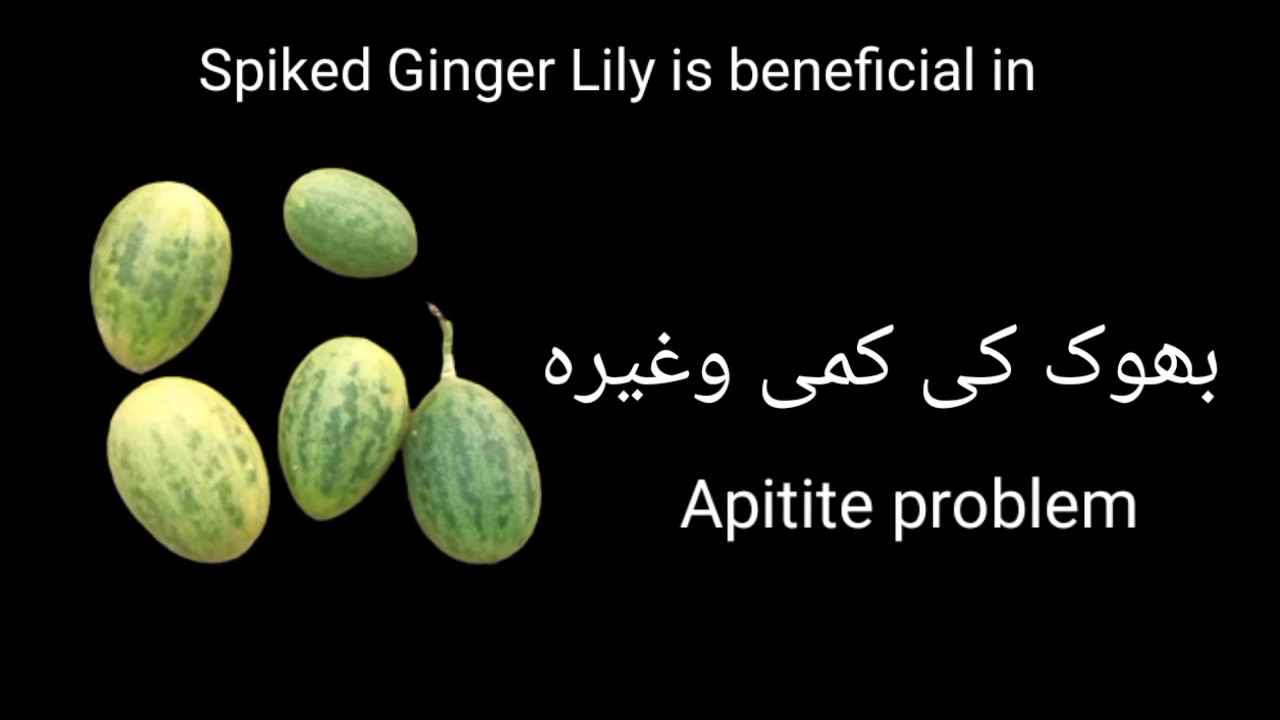 Spiked Ginger Lily is beneficial in
بھوک کی کمی وغیرہ
Apitite problem